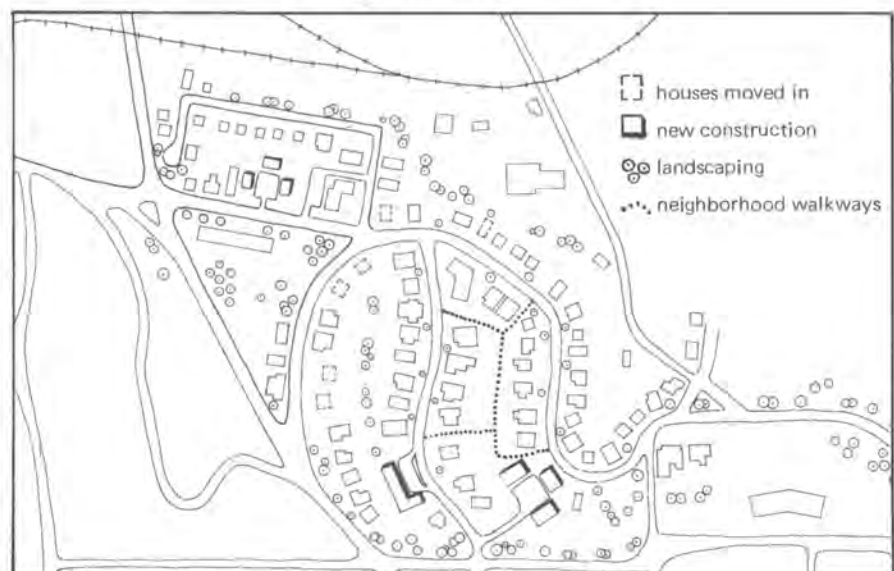 houses moved in
new construction
landscaping
neighborhood walkways